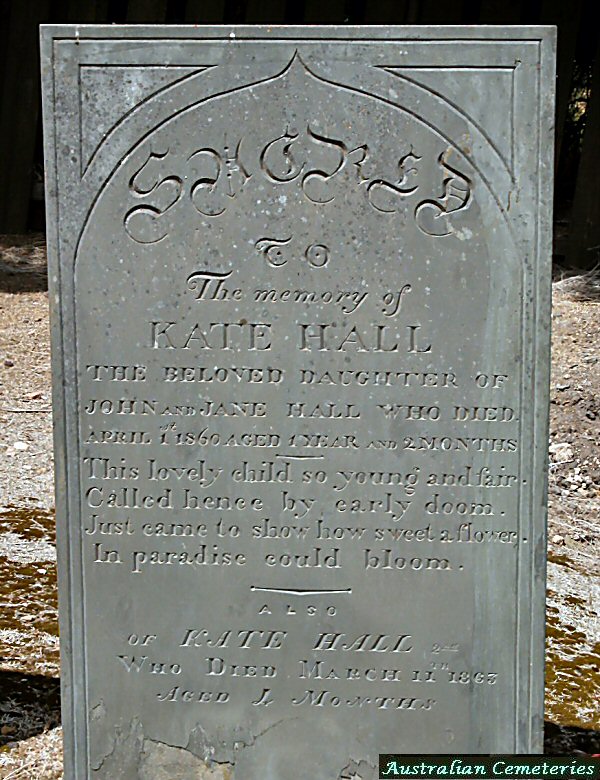 SACRED
TO
The memory of
KATE HALL
THE BELOVED DAUGHTER OF
JOHN AND JANE HALL WHO DIED
APRIL 1st 1860 AGED 1 YEAR AND 2 MONTHS
This lovely child so young and fair.
Called hence by early doom.
Just came to show how sweet a flower.
In paradise could bloom.
ALSO
OF KATE HALL 2nd
WHO DIED MARCH 11TH 1863
AGED 4 MONTHS
Australian Cemeteries